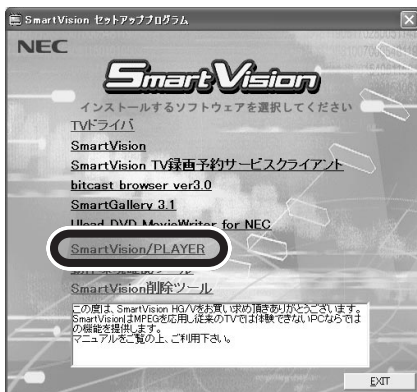 SmartVision セットアッププログラム
NEC
SmartVision
インストールするソフトウェアを選択してください
TVドライバ
SmartVision
SmartVision TV録画予約サービスクライアント
bitcast browser ver3.0
SmartGallery 3.1
Ulead DVD MovieWriter for NEC
SmartVision/PLAYER
動作環境確認ツール
SmartVision削除ツール
この度は、SmartVision HG/Vをお買い求め頂きありがとうございます。
SmartVisionはMPEGを応用し従来のTVでは体験できないPCならでは
の機能を提供します。
マニュアルをご覧の上、ご利用下さい。
EXIT